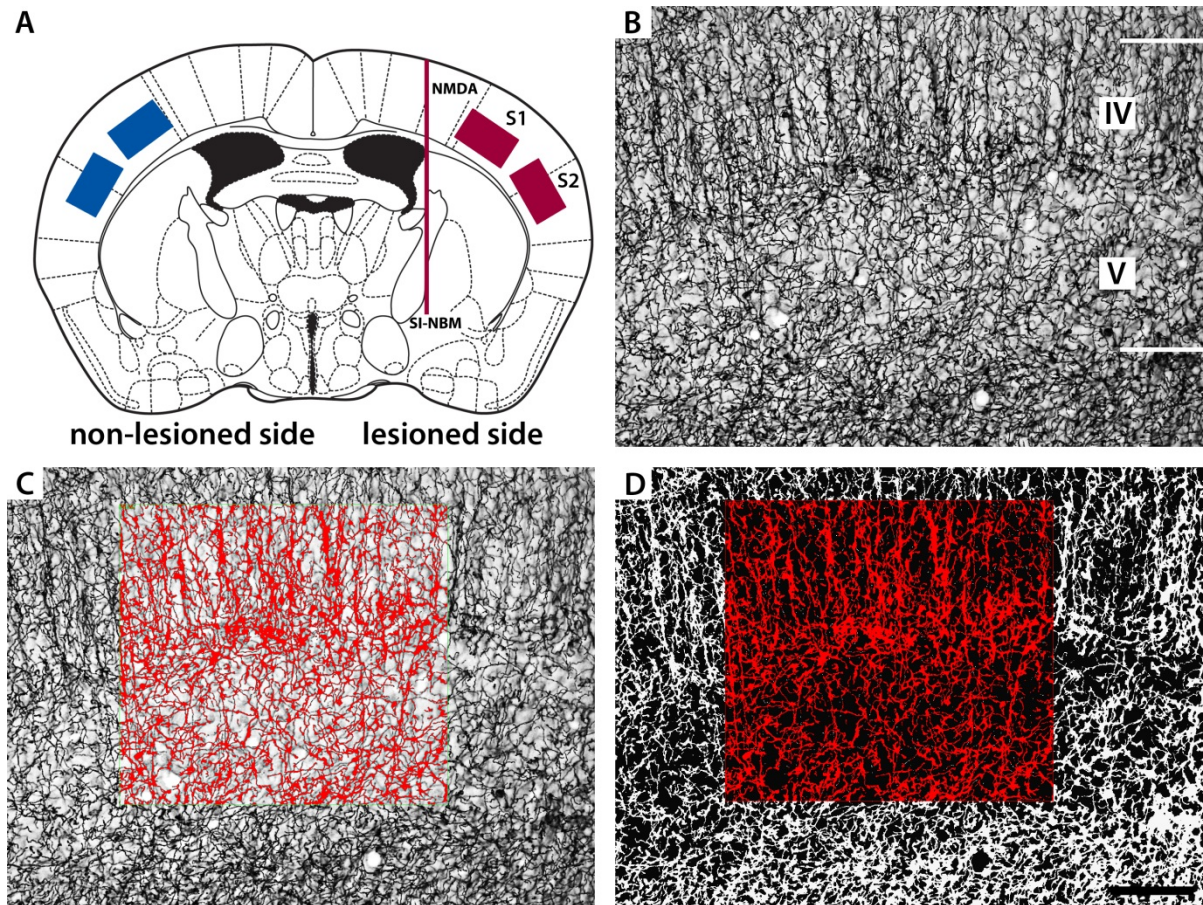 A
NMDA
S1
S2
SI-NBM
non-lesioned side
lesioned side
B
IV
V
C
D